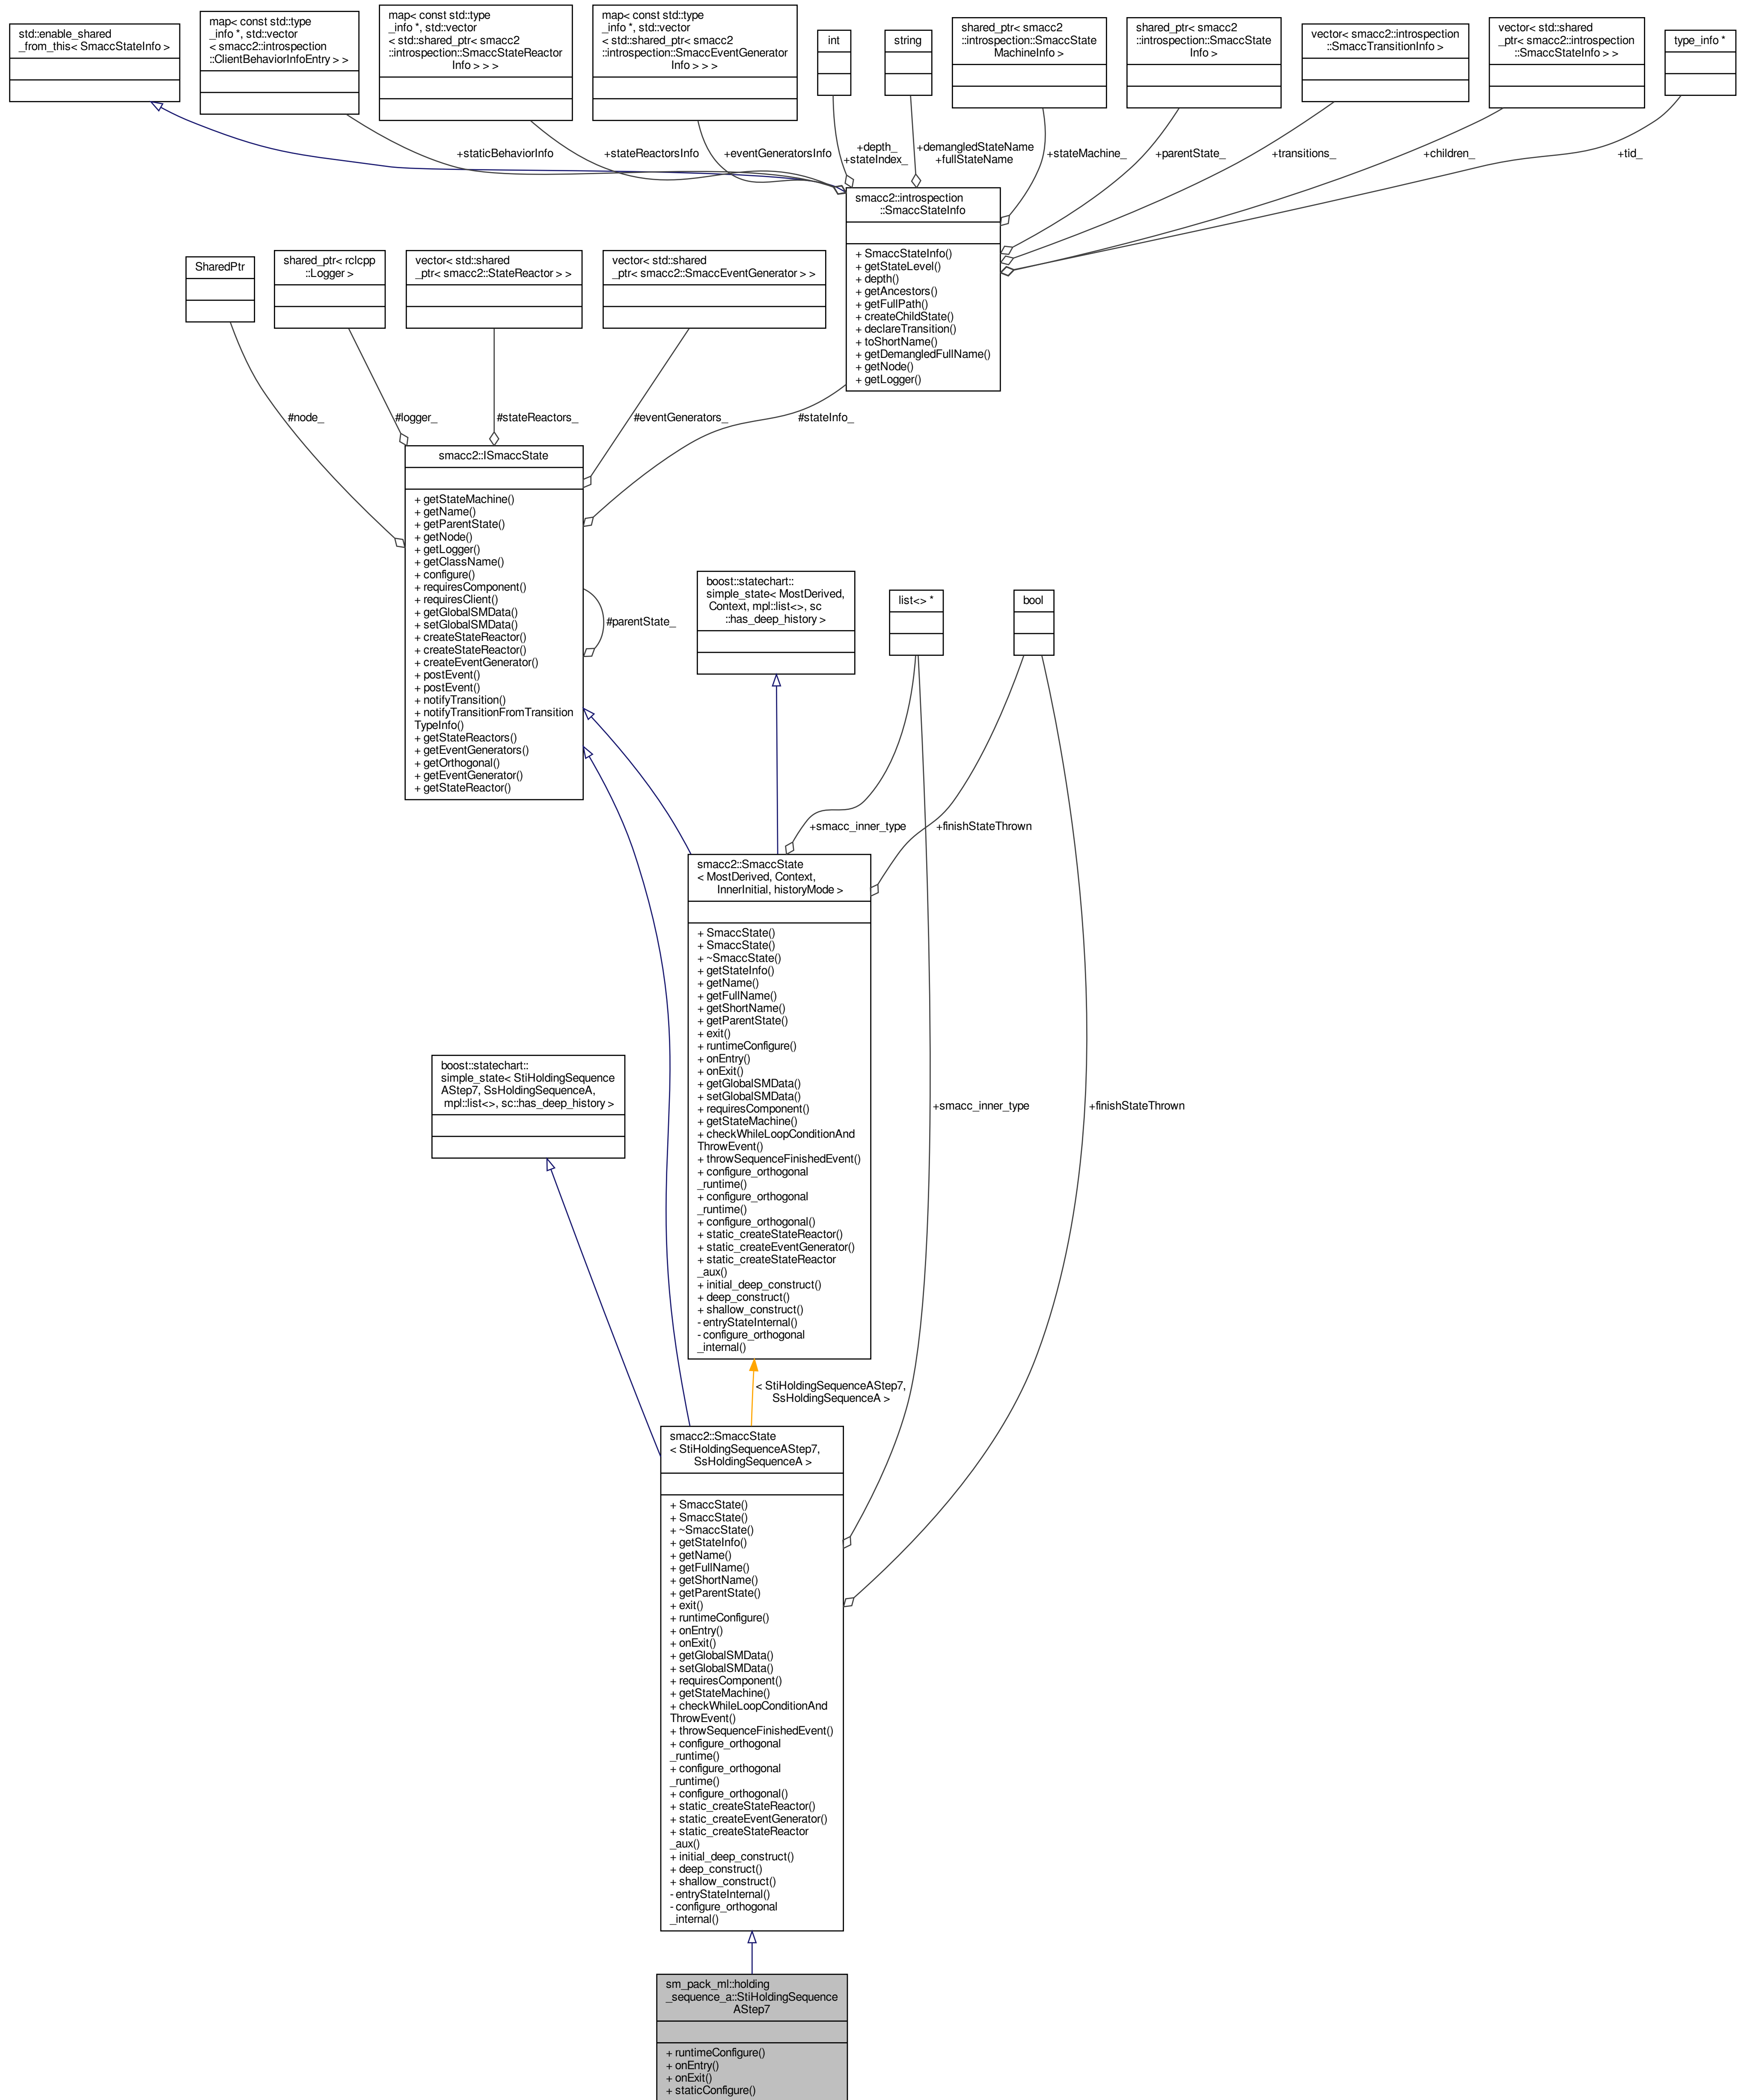 std::enable_shared
_from_this< SmaccStateInfo >
map< const std::type
_info *, std::vector
< smacc2::introspection
::ClientBehaviorInfoEntry > >
map< const std::type
_info *, std::vector
< std::shared_ptr< smacc2
::introspection::SmaccStateReactor
Info > > >
map< const std::type
_info *, std::vector
< std::shared_ptr< smacc2
::introspection::SmaccEventGenerator
Info > > >
int
string
shared_ptr< smacc2
::introspection::SmaccState
MachineInfo >
shared_ptr< smacc2
::introspection::SmaccState
Info >
vector< smacc2::introspection
::SmaccTransitionInfo >
vector< std::shared
_ptr< smacc2::introspection
::SmaccStateInfo > >
type_info *
+staticBehaviorInfo
+stateReactorsInfo
+eventGeneratorsInfo
+depth_
+stateIndex_
+demangledStateName
+fullStateName
+stateMachine_
+parentState_
+transitions_
+children_
+tid_
smacc2::introspection
::SmaccStateInfo
+ SmaccStateInfo()
+ getStateLevel()
+ depth()
+ getAncestors()
+ getFullPath()
+ createChildState()
+ declareTransition()
+ toShortName()
+ getDemangledFullName()
+ getNode()
+ getLogger()
SharedPtr
shared_ptr< rclcpp
::Logger >
vector< std::shared
_ptr< smacc2::StateReactor > >
vector< std::shared
_ptr< smacc2::SmaccEventGenerator > >
#node_
#logger_
#stateReactors_
#eventGenerators_
#stateInfo_
smacc2::ISmaccState
+ getStateMachine()
+ getName()
+ getParentState()
+ getNode()
+ getLogger()
+ getClassName()
+ configure()
+ requiresComponent()
+ requiresClient()
+ getGlobalSMData()
+ setGlobalSMData()
+ createStateReactor()
+ createStateReactor()
+ createEventGenerator()
+ postEvent()
+ postEvent()
+ notifyTransition()
+ notifyTransitionFromTransition
TypeInfo()
+ getStateReactors()
+ getEventGenerators()
+ getOrthogonal()
+ getEventGenerator()
+ getStateReactor()
#parentState_
boost::statechart::
simple_state< MostDerived,
Context, mpl::list<>, sc
::has_deep_history >
list<> *
bool
+smacc_inner_type
+finishStateThrown
smacc2::SmaccState
< MostDerived, Context,
InnerInitial, historyMode >
+ SmaccState()
+ SmaccState()
+ ~SmaccState()
+ getStateInfo()
+ getName()
+ getFullName()
+ getShortName()
+ getParentState()
+ exit()
+ runtimeConfigure()
+ onEntry()
+ onExit()
+ getGlobalSMData()
+ setGlobalSMData()
+ requiresComponent()
+ getStateMachine()
+ checkWhileLoopConditionAnd
ThrowEvent()
+ throwSequenceFinishedEvent()
+ configure_orthogonal
_runtime()
+ configure_orthogonal
_runtime()
+ configure_orthogonal()
+ static_createStateReactor()
+ static_createEventGenerator()
+ static_createStateReactor
_aux()
+ initial_deep_construct()
+ deep_construct()
+ shallow_construct()
- entryStateInternal()
- configure_orthogonal
_internal()
boost::statechart::
simple_state< StiHoldingSequence
AStep7, SsHoldingSequenceA,
mpl::list<>, sc::has_deep_history >
+smacc_inner_type
+finishStateThrown
< StiHoldingSequenceAStep7,
SsHoldingSequenceA >
smacc2::SmaccState
< StiHoldingSequenceAStep7,
SsHoldingSequenceA >
+ SmaccState()
+ SmaccState()
+ ~SmaccState()
+ getStateInfo()
+ getName()
+ getFullName()
+ getShortName()
+ getParentState()
+ exit()
+ runtimeConfigure()
+ onEntry()
+ onExit()
+ getGlobalSMData()
+ setGlobalSMData()
+ requiresComponent()
+ getStateMachine()
+ checkWhileLoopConditionAnd
ThrowEvent()
+ throwSequenceFinishedEvent()
+ configure_orthogonal
_runtime()
+ configure_orthogonal
_runtime()
+ configure_orthogonal()
+ static_createStateReactor()
+ static_createEventGenerator()
+ static_createStateReactor
_aux()
+ initial_deep_construct()
+ deep_construct()
+ shallow_construct()
- entryStateInternal()
- configure_orthogonal
_internal()
sm_pack_ml::holding
_sequence_a::StiHoldingSequence
AStep7
+ runtimeConfigure()
+ onEntry()
+ onExit()
+ staticConfigure()